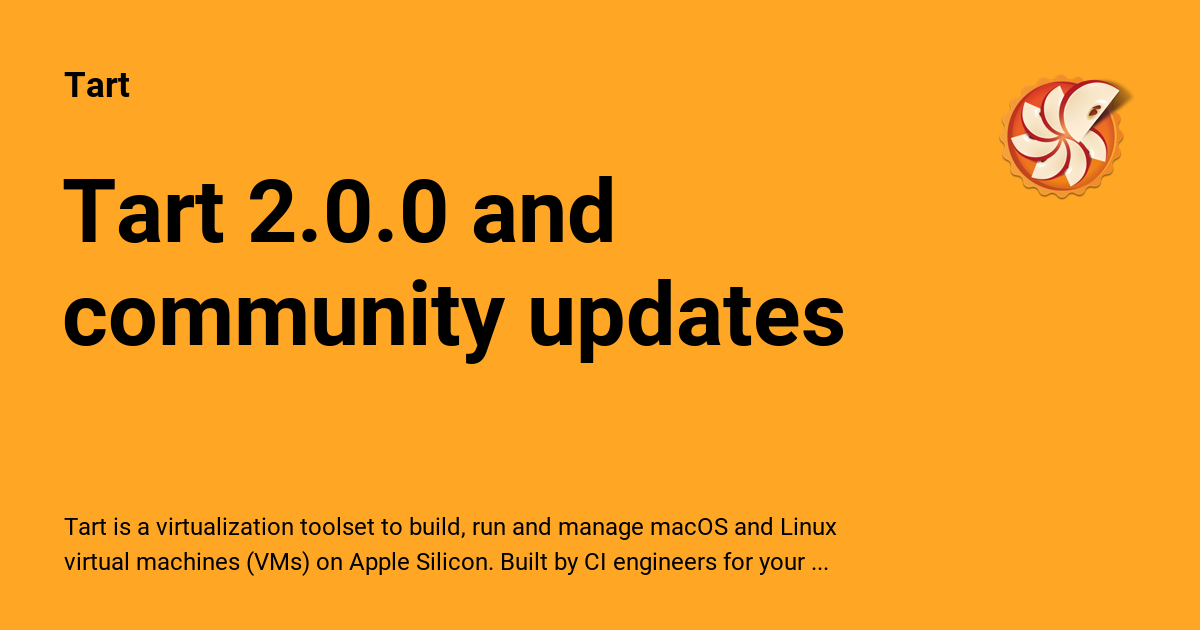 Tart
Tart 2.0.0 and
community updates
Tart is a virtualization toolset to build, run and manage macOS and Linux
virtual machines (VMs) on Apple Silicon. Built by CI engineers for your ...